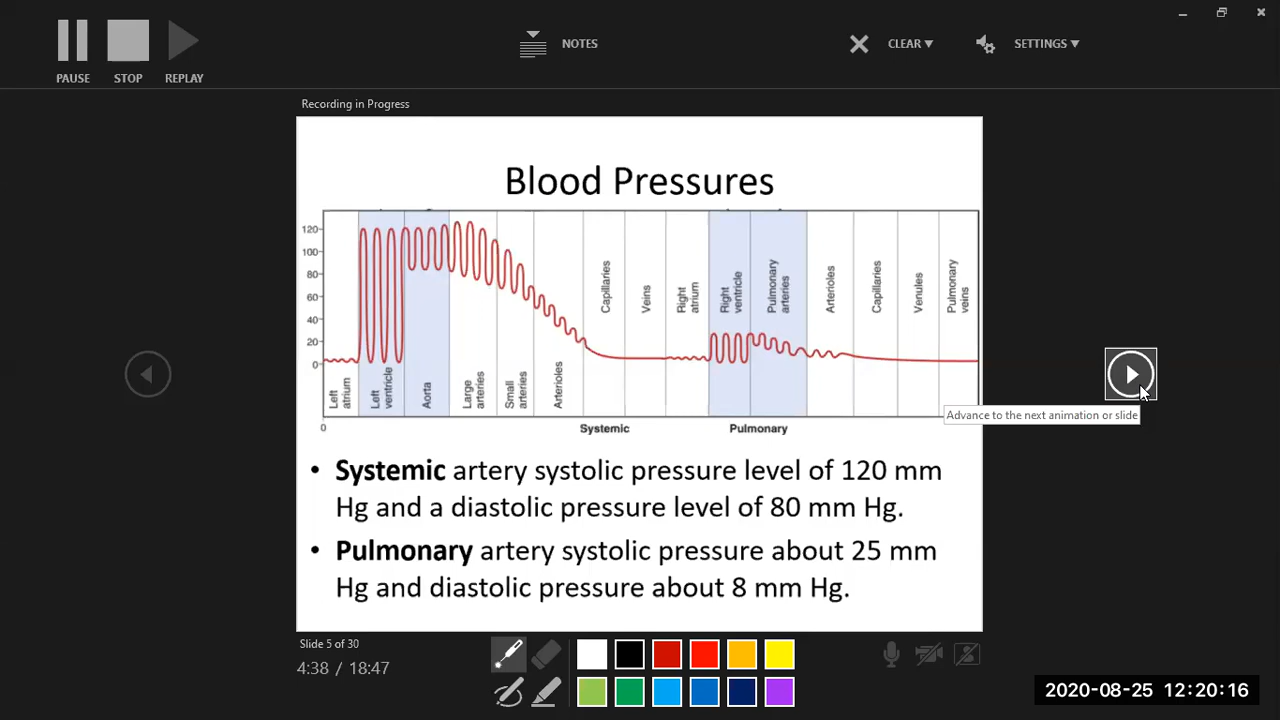 PAUSE
STOP
REPLAY
NOTES
CLEAR
SETTINGS
Recording in Progress
Blood Pressures
120
100
80
60
40
20
0
Left atrium
Left ventricle
Aorta
Large arteries
Small arteries
Arterioles
Capillaries
Veins
Right atrium
Right ventricle
Pulmonary arteries
Arterioles
Capillaries
Venules
Pulmonary veins
0
Systemic
Pulmonary
Advance to the next animation or slide
• Systemic artery systolic pressure level of 120 mm
Hg and a diastolic pressure level of 80 mm Hg.
• Pulmonary artery systolic pressure about 25 mm
Hg and diastolic pressure about 8 mm Hg.
Slide 5 of 30
4:38 / 18:47
2020-08-25 12:20:16